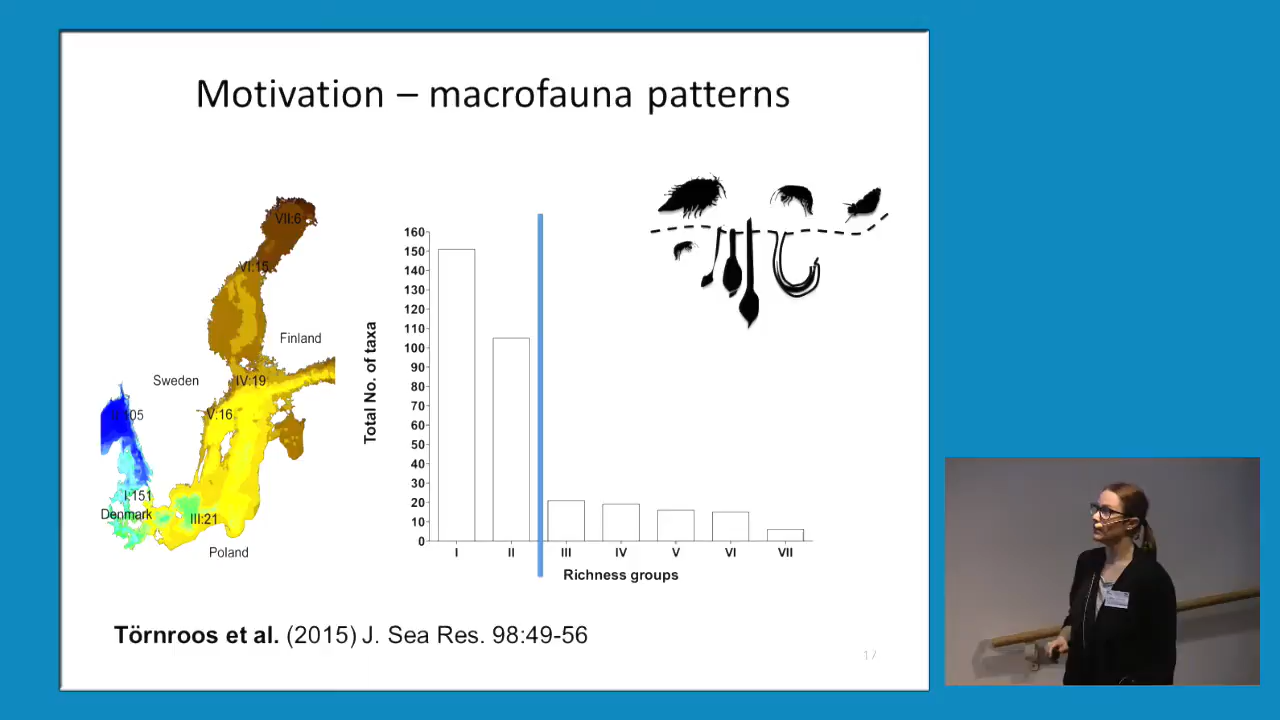 Motivation – macrofauna patterns
VII:6
VI:15
Finland
Sweden
IV:19
V:16
I:151
Denmark
III:21
Poland
Total No. of taxa
160
150
140
130
120
110
100
90
80
70
60
50
40
30
20
10
0
I II III IV V VI VII
Richness groups
Törnroos et al. (2015) J. Sea Res. 98:49-56
17